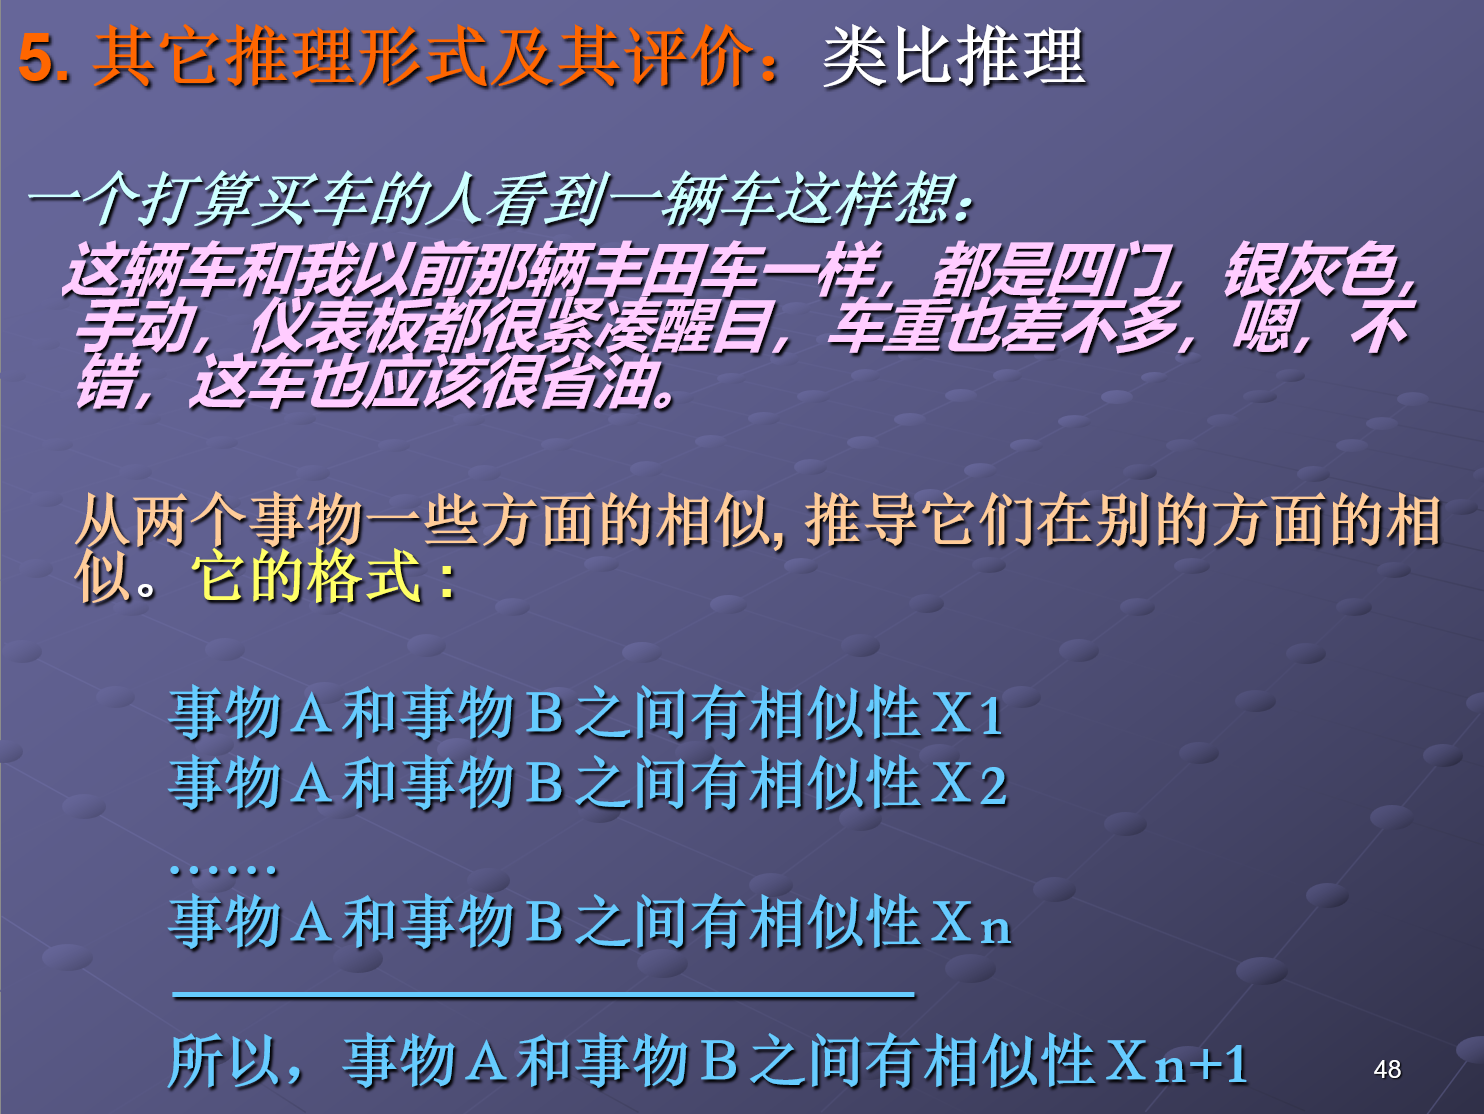 5. 其它推理形式及其评价：类比推理
一个打算买车的人看到一辆车这样想：
这辆车和我以前那辆丰田车一样，都是四门，银灰色，
手动，仪表板都很紧凑醒目，车重也差不多，嗯，不
错，这车也应该很省油。
从两个事物一些方面的相似, 推导它们在别的方面的相
似。它的格式：
事物Ａ和事物Ｂ之间有相似性Ｘ1
事物Ａ和事物Ｂ之间有相似性Ｘ2
……
事物Ａ和事物Ｂ之间有相似性Ｘn
所以，事物Ａ和事物Ｂ之间有相似性Ｘn+1
48